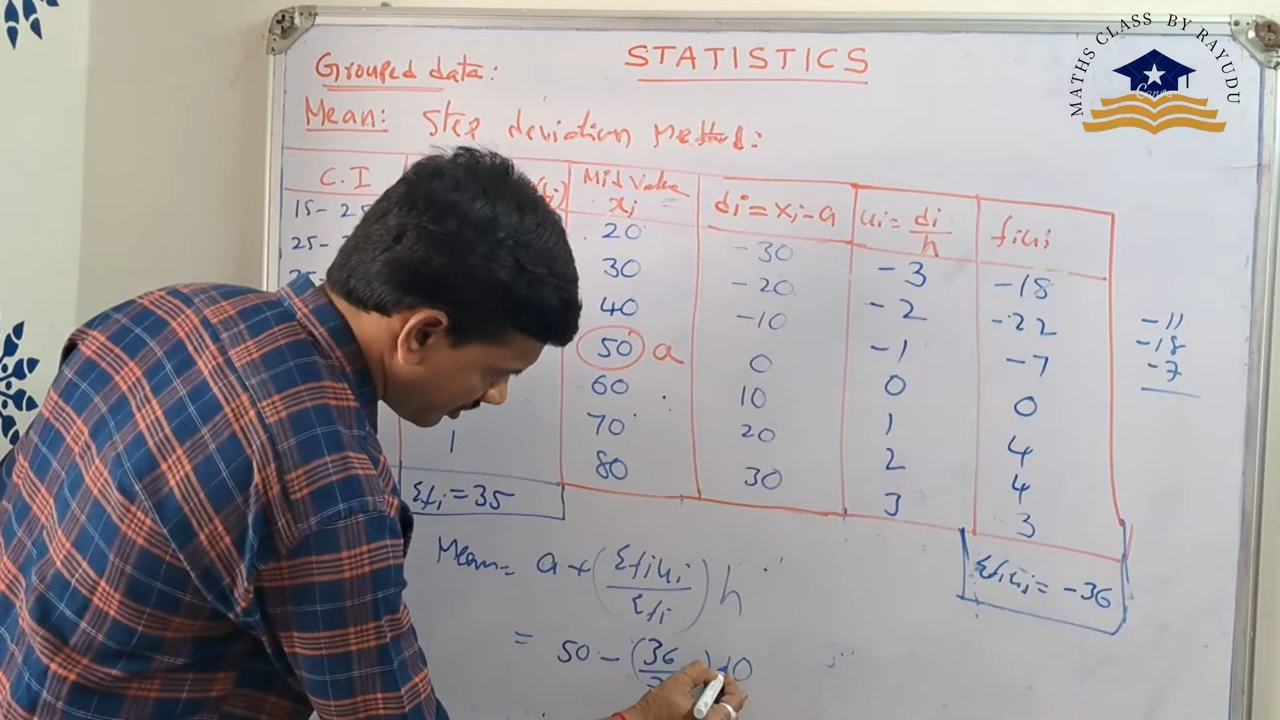 MATHS CLASS BY RAYUDU
STATISTICS
Grouped data:
Mean: Step deviation Method:
C.I
Mid value
xi
di = xi - a
ui = di/h
fiui
15 - 25
20
-30
-3
-18
25-
30
-20
-2
-22
40
-10
-1
-7
50 a
0
0
0
60
10
1
4
1
70
20
2
4
80
30
3
3
-11
-18
-7
Σfi = 35
Σfiui = -36
Mean = a + (Σfiui/Σfi) h
= 50 - (36/3 ) 10